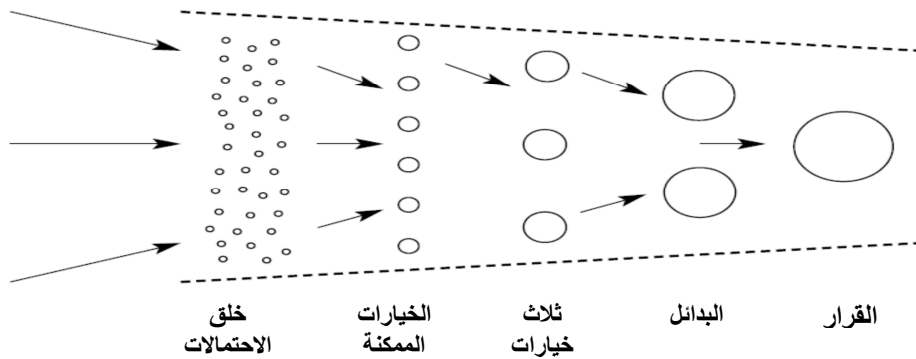 خلق
الاحتمالات
الخيارات
الممكنة
ثلاث
خيارات
البدائل
القرار